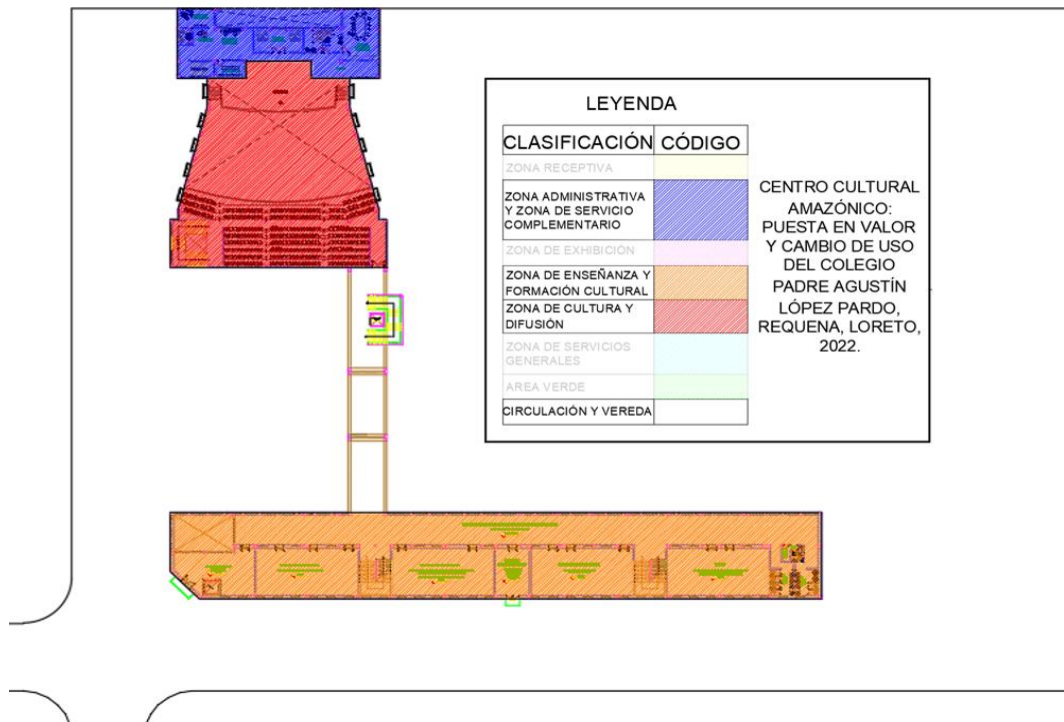 LEYENDA
CLASIFICACIÓN CÓDIGO
ZONA RECEPTIVA
ZONA ADMINISTRATIVA
Y ZONA DE SERVICIO
COMPLEMENTARIO
ZONA DE EXHIBICIÓN
ZONA DE ENSEÑANZA Y
FORMACIÓN CULTURAL
ZONA DE CULTURA Y
DIFUSIÓN
ZONA DE SERVICIOS
GENERALES
AREA VERDE
CIRCULACIÓN Y VEREDA
CENTRO CULTURAL
AMAZÓNICO:
PUESTA EN VALOR
Y CAMBIO DE USO
DEL COLEGIO
PADRE AGUSTÍN
LÓPEZ PARDO,
REQUENA, LORETO,
2022.